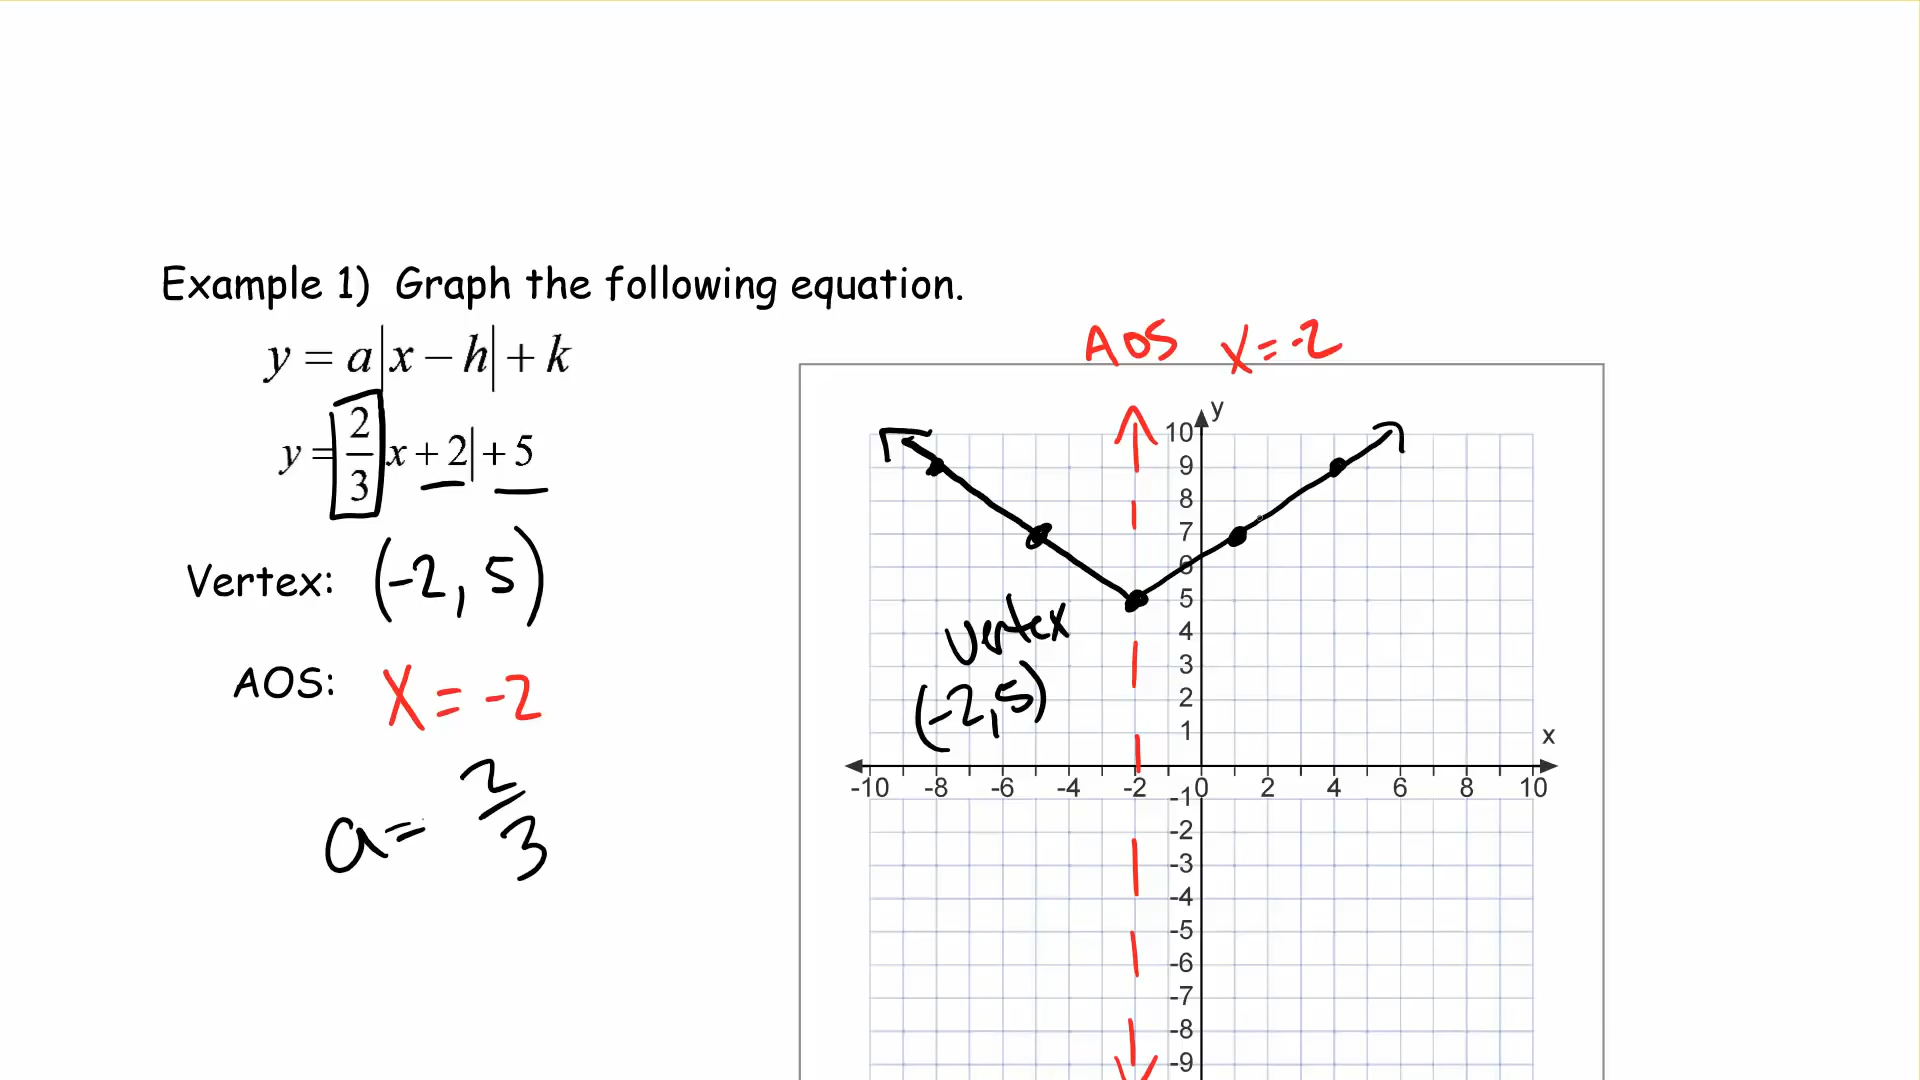 Example 1) Graph the following equation.
y = a|x − h| + k
y = 2/3|x + 2| + 5
Vertex: (-2, 5)
AOS: x = -2
a = 2/3
AOS x = -2
y
10
9
8
7
6
5
4
3
2
1
vertex
(-2,5)
x
-10 -8 -6 -4 -2 0 2 4 6 8 10
-1
-2
-3
-4
-5
-6
-7
-8
-9